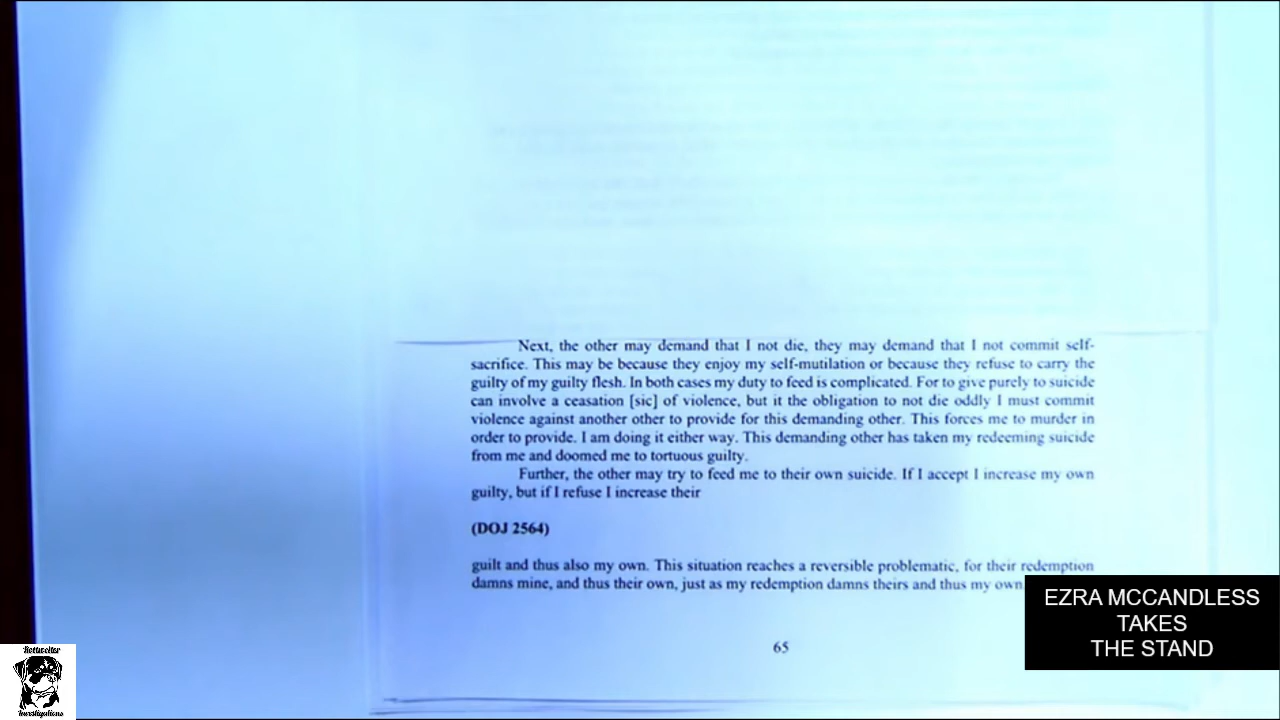 Next, the other may demand that I not die, they may demand that I not commit self-
sacrifice. This may be because they enjoy my self-mutilation or because they refuse to carry the
guilty of my guilty flesh. In both cases my duty to feed is complicated. For to give purely to suicide
can involve a ceasation [sic] of violence, but it the obligation to not die oddly I must commit
violence against another other to provide for this demanding other. This forces me to murder in
order to provide. I am doing it either way. This demanding other has taken my redeeming suicide
from me and doomed me to tortuous guilty.
Further, the other may try to feed me to their own suicide. If I accept I increase my own
guilty, but if I refuse I increase their
(DOJ 2564)
guilt and thus also my own. This situation reaches a reversible problematic, for their redemption
damns mine, and thus their own, just as my redemption damns theirs and thus my own
65
EZRA MCCANDLESS
TAKES
THE STAND
Rottweiler
Investigations